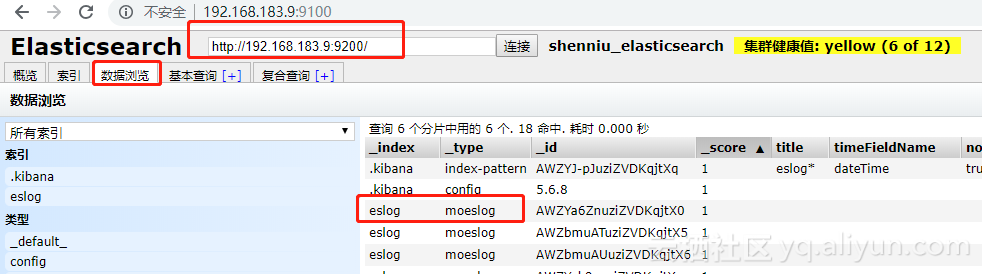 不安全 192.168.183.9:9100
Elasticsearch http://192.168.183.9:9200/ 连接 shenniu_elasticsearch 集群健康值: yellow (6 of 12)
概览 索引 数据浏览 基本查询 [+] 复合查询 [+]
数据浏览
所有索引
索引
.kibana
eslog
类型
_default_
config
查询 6 个分片中用的 6 个. 18 命中. 耗时 0.000 秒
_index _type _id _score ▲ title timeFieldName no
.kibana index-pattern AWZYJ-pJuziZVDKqjtXq 1 eslog* dateTime tru
.kibana config 5.6.8 1
eslog moeslog AWZYa6ZnuziZVDKqjtX0 1
eslog moeslog AWZbmuATuziZVDKqjtX5 1
eslog moeslog AWZbmuAUuziZVDKqjtX6 1
云栖社区 yq.aliyun.com